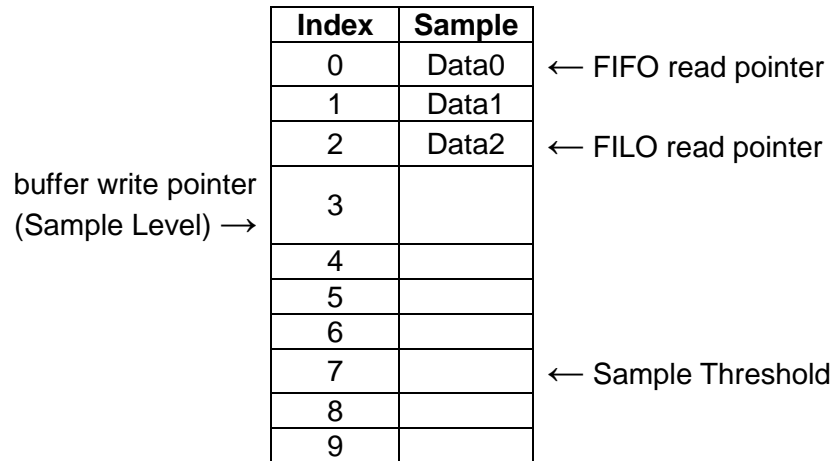 Index Sample
0 Data0 ← FIFO read pointer
1 Data1
2 Data2 ← FILO read pointer
buffer write pointer
(Sample Level) → 3
4
5
6
7 ← Sample Threshold
8
9